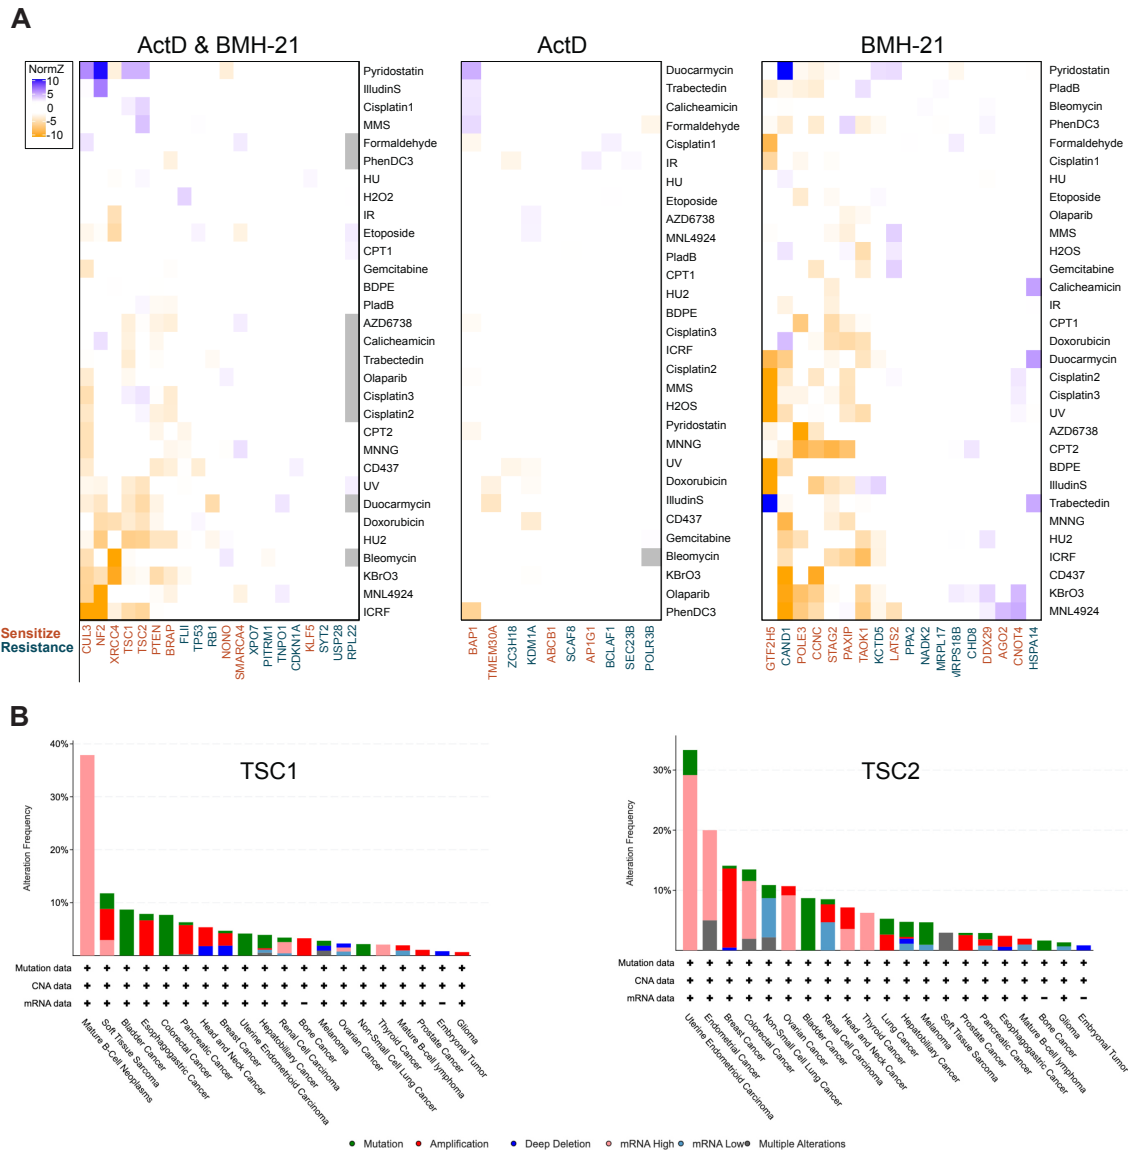 A
ActD & BMH-21
ActD
BMH-21
NormZ
10
5
0
-5
-10
Pyridostatin
IlludinS
Cisplatin1
MMS
Formaldehyde
PhenDC3
HU
H2O2
IR
Etoposide
CPT1
Gemcitabine
BDPE
PladB
AZD6738
Calicheamicin
Trabectedin
Olaparib
Cisplatin3
Cisplatin2
CPT2
MNNG
CD437
UV
Duocarmycin
Doxorubicin
HU2
Bleomycin
KBrO3
MNL4924
ICRF
Duocarmycin
Trabectedin
Calicheamicin
Formaldehyde
Cisplatin1
IR
HU
Etoposide
AZD6738
MNL4924
PladB
CPT1
HU2
BDPE
Cisplatin3
ICRF
Cisplatin2
MMS
H2OS
Pyridostatin
MNNG
UV
Doxorubicin
IlludinS
CD437
Gemcitabine
Bleomycin
KBrO3
Olaparib
PhenDC3
Pyridostatin
PladB
Bleomycin
PhenDC3
Formaldehyde
Cisplatin1
HU
Etoposide
Olaparib
MMS
H2OS
Gemcitabine
Calicheamicin
IR
CPT1
Doxorubicin
Duocarmycin
Cisplatin2
Cisplatin3
UV
AZD6738
CPT2
BDPE
IlludinS
Trabectedin
MNNG
HU2
ICRF
CD437
KBrO3
MNL4924
Sensitize
Resistance
CUL3
NF2
XRCC4
TSC1
TSC2
PTEN
BRAP
FLII
TP53
RB1
NONO
SMARCA4
XPO7
PITRM1
TNPO1
CDKN1A
KLF5
SYT2
USP28
RPL22
BAP1
TMEM30A
ZC3H18
KDM1A
ABCB1
SCAF8
AP1G1
BCLAF1
SEC23B
POLR3B
GTF2H5
CAND1
POLE3
CCNC
STAG2
PAXIP
TAOK1
KCTD5
LATS2
PPA2
NADK2
MRPL17
MRPS18B
CHD8
DDX29
AGO2
CNOT4
HSPA14
B
TSC1
Alteration Frequency
40%
30%
20%
10%
Mutation data
CNA data
mRNA data
Mature B-Cell Neoplasms
Soft Tissue Sarcoma
Bladder Cancer
Esophagogastric Cancer
Colorectal Cancer
Pancreatic Cancer
Head and Neck Cancer
Breast Cancer
Uterine Endometrioid Carcinoma
Hepatobiliary Cancer
Renal Cell Carcinoma
Bone Cancer
Melanoma
Ovarian Cancer
Non-Small Cell Lung Cancer
Thyroid Cancer
Mature B-cell lymphoma
Prostate Cancer
Embryonal Tumor
Glioma
TSC2
Alteration Frequency
30%
20%
10%
Mutation data
CNA data
mRNA data
Uterine Endometrioid Carcinoma
Endometrial Cancer
Breast Cancer
Colorectal Cancer
Non-Small Cell Lung Cancer
Ovarian Cancer
Bladder Cancer
Renal Cell Carcinoma
Head and Neck Cancer
Thyroid Cancer
Lung Cancer
Hepatobiliary Cancer
Melanoma
Soft Tissue Sarcoma
Prostate Cancer
Pancreatic Cancer
Esophagogastric Cancer
Mature B-cell lymphoma
Bone Cancer
Glioma
Embryonal Tumor
Mutation
Amplification
Deep Deletion
mRNA High
mRNA Low
Multiple Alterations